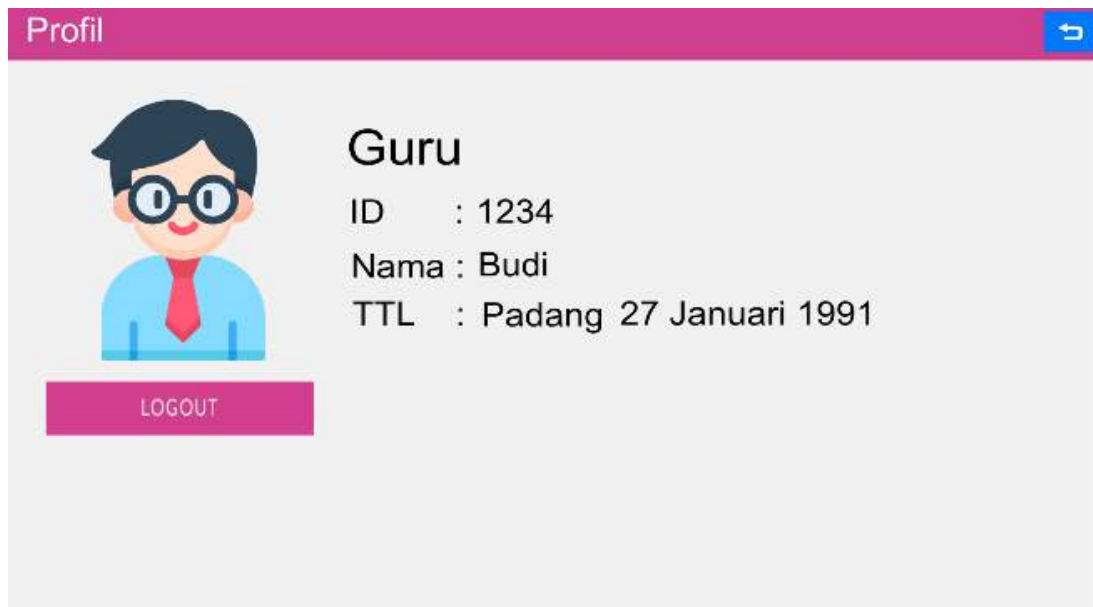 Profil
Guru
ID : 1234
Nama : Budi
TTL : Padang 27 Januari 1991
LOGOUT